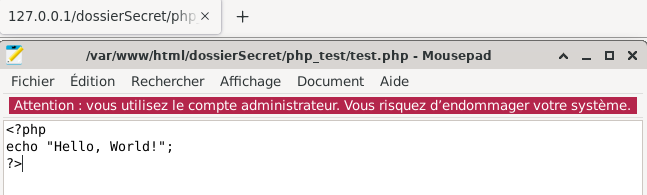 127.0.0.1/dossierSecret/php
/var/www/html/dossierSecret/php_test/test.php - Mousepad
Fichier Édition Rechercher Affichage Document Aide
Attention : vous utilisez le compte administrateur. Vous risquez d’endommager votre système.
<?php
echo "Hello, World!";
?>